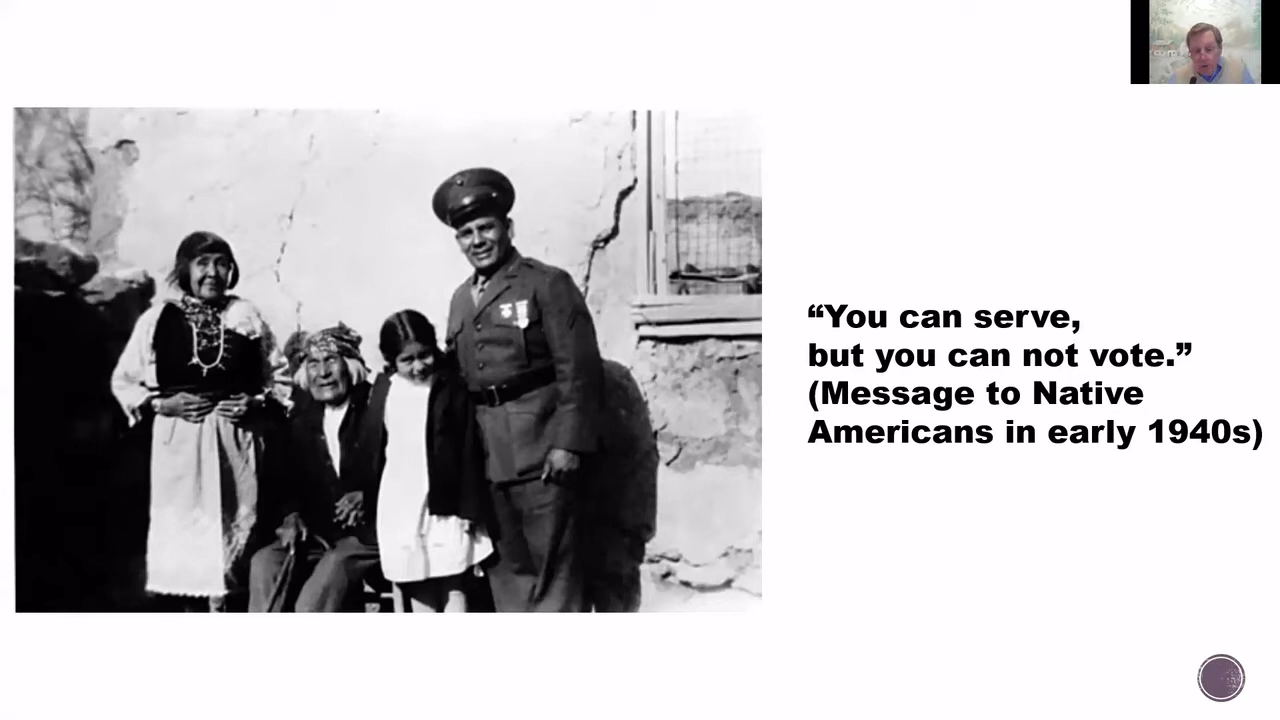 “You can serve,
but you can not vote.”
(Message to Native
Americans in early 1940s)